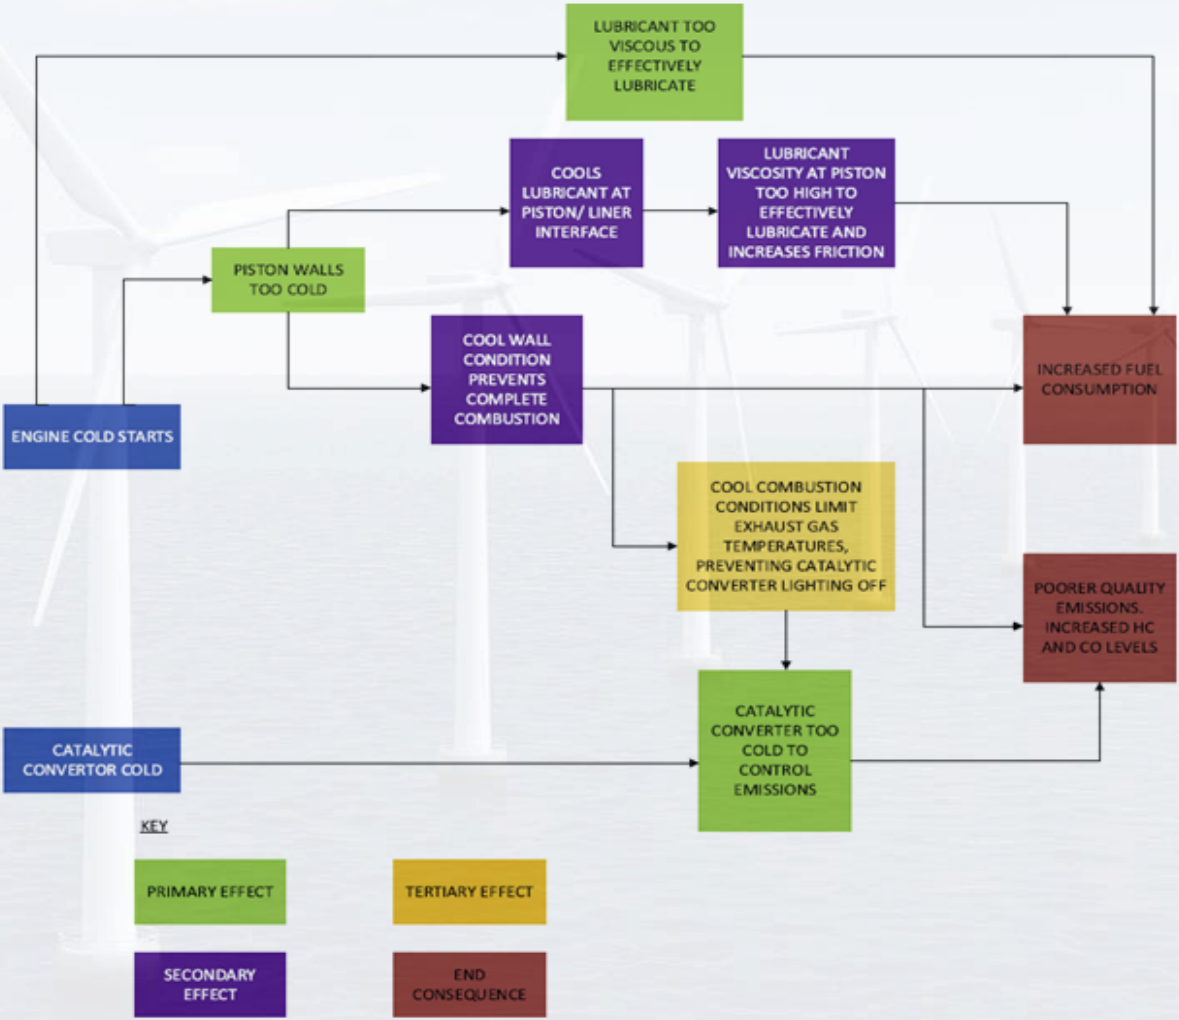 LUBRICANT TOO
VISCOUS TO
EFFECTIVELY
LUBRICATE
COOLS
LUBRICANT AT
PISTON/ LINER
INTERFACE
LUBRICANT
VISCOSITY AT PISTON
TOO HIGH TO
EFFECTIVELY
LUBRICATE AND
INCREASES FRICTION
PISTON WALLS
TOO COLD
COOL WALL
CONDITION
PREVENTS
COMPLETE
COMBUSTION
INCREASED FUEL
CONSUMPTION
ENGINE COLD STARTS
COOL COMBUSTION
CONDITIONS LIMIT
EXHAUST GAS
TEMPERATURES,
PREVENTING CATALYTIC
CONVERTER LIGHTING OFF
POORER QUALITY
EMISSIONS.
INCREASED HC
AND CO LEVELS
CATALYTIC
CONVERTER TOO
COLD TO
CONTROL
EMISSIONS
CATALYTIC
CONVERTOR COLD
KEY
PRIMARY EFFECT
TERTIARY EFFECT
SECONDARY
EFFECT
END
CONSEQUENCE